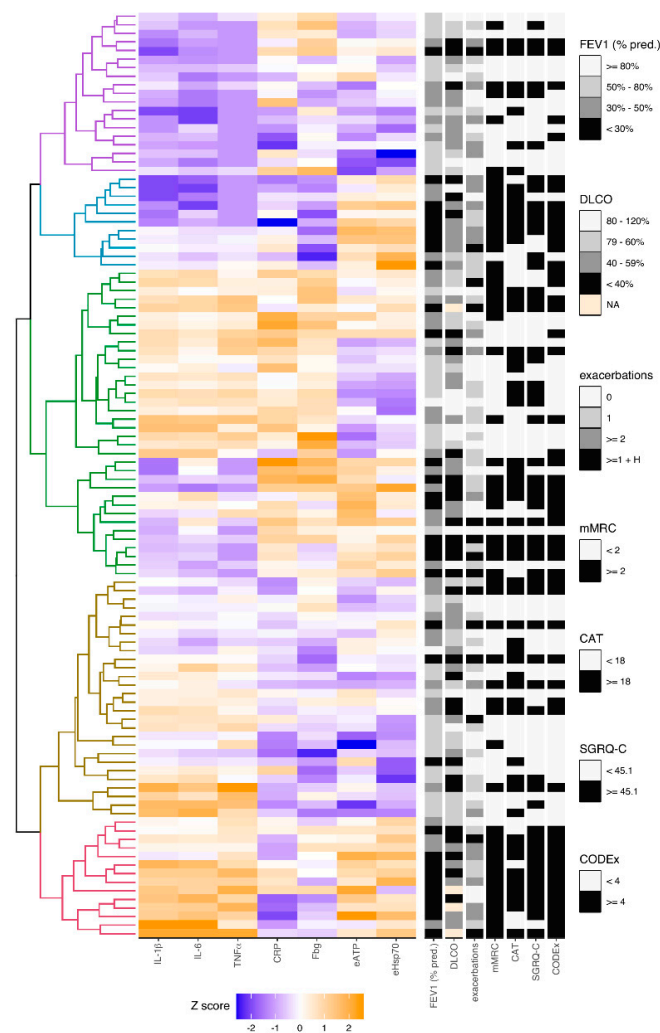 FEV1 (% pred.)
>= 80%
50% - 80%
30% - 50%
< 30%
DLCO
80 - 120%
79 - 60%
40 - 59%
< 40%
NA
exacerbations
0
1
>= 2
>=1 + H
mMRC
< 2
>= 2
CAT
< 18
>= 18
SGRQ-C
< 45.1
>= 45.1
CODEx
< 4
>= 4
IL-1β
IL-6
TNFα
CRP
Fbg
eATP
eHsp70
FEV1 (% pred.)
DLCO
exacerbations
mMRC
CAT
SGRQ-C
CODEx
Z score
-2 -1 0 1 2